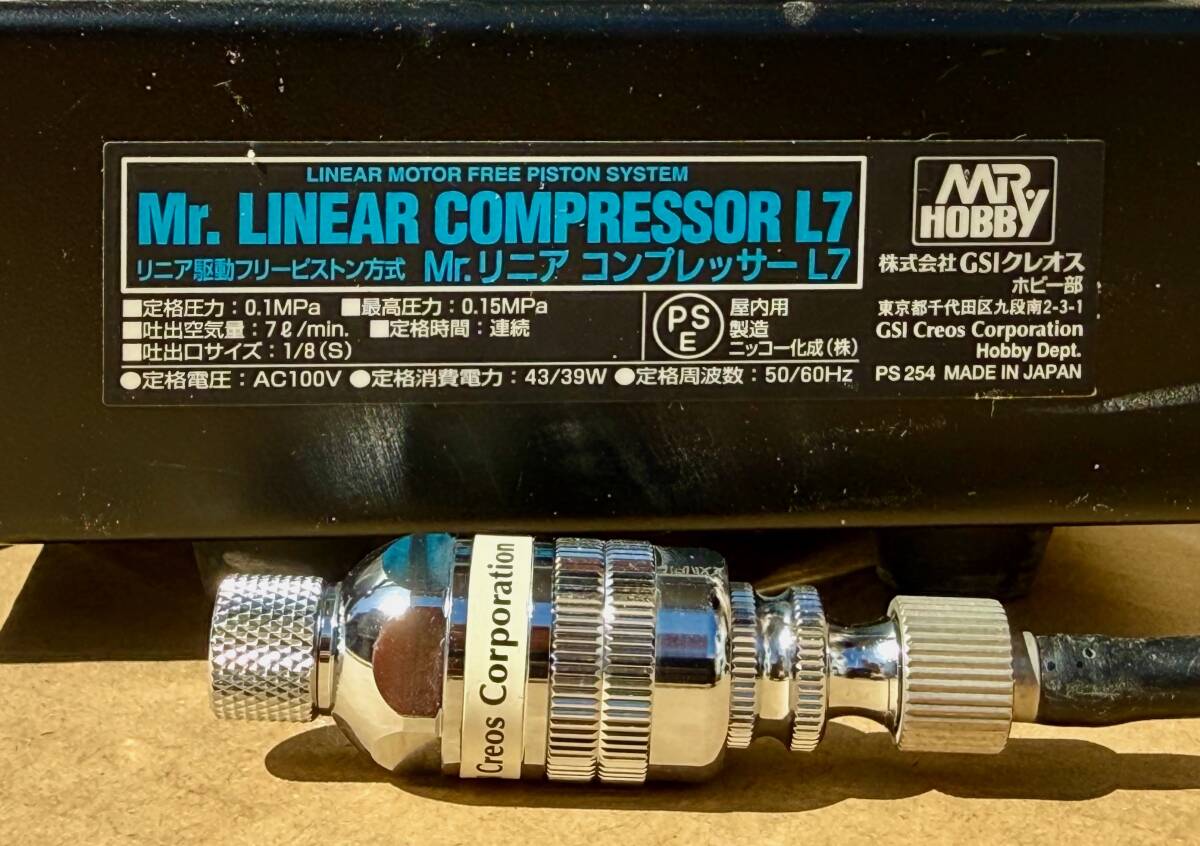 LINEAR MOTOR FREE PISTON SYSTEM
Mr. LINEAR COMPRESSOR L7
リニア駆動フリーピストン方式 Mr.リニア コンプレッサー L7
■定格圧力：0.1MPa ■最高圧力：0.15MPa
■吐出空気量：7ℓ/min. ■定格時間：連続
■吐出口サイズ：1/8(S)
PS
E
屋内用
製造
ニッコー化成(株)
●定格電圧：AC100V ●定格消費電力：43/39W ●定格周波数：50/60Hz
MR
HOBBY
株式会社 GSIクレオス
ホビー部
東京都千代田区九段南2-3-1
GSI Creos Corporation
Hobby Dept.
PS 254 MADE IN JAPAN
Creos Corporation